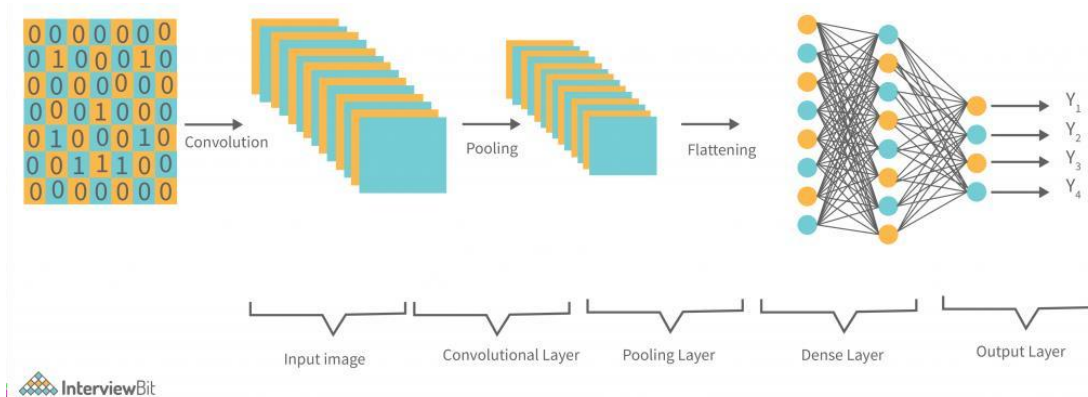 0 0 0 0 0 0 0
0 1 0 0 0 1 0
0 0 0 0 0 0 0
0 0 0 1 0 0 0
0 1 0 0 0 1 0
0 0 1 1 1 0 0
0 0 0 0 0 0 0
Convolution
Pooling
Flattening
Y1
Y2
Y3
Y4
Input image
Convolutional Layer
Pooling Layer
Dense Layer
Output Layer
InterviewBit